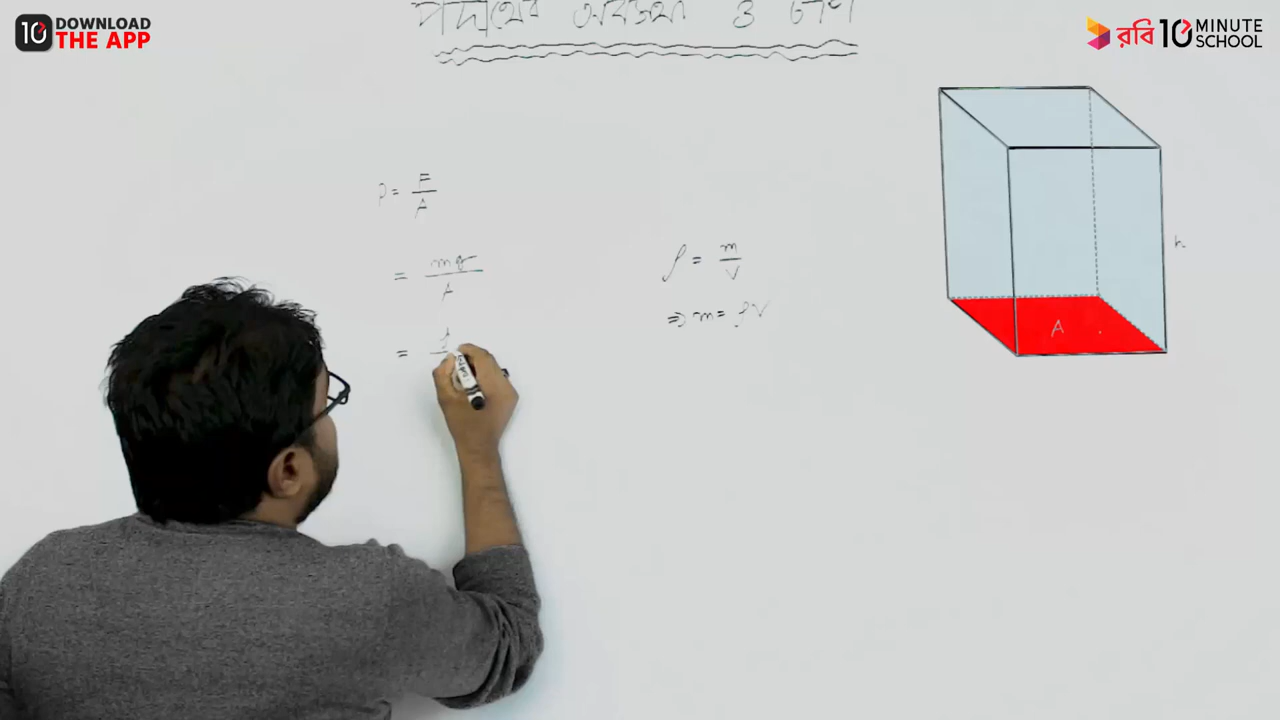 10 DOWNLOAD
THE APP
রবি 10 MINUTE
SCHOOL
পদার্থের অবস্থা ও চাপ
P = F/A
= mg/A
=
ρ = m/V
⇒ m = ρV
h
A